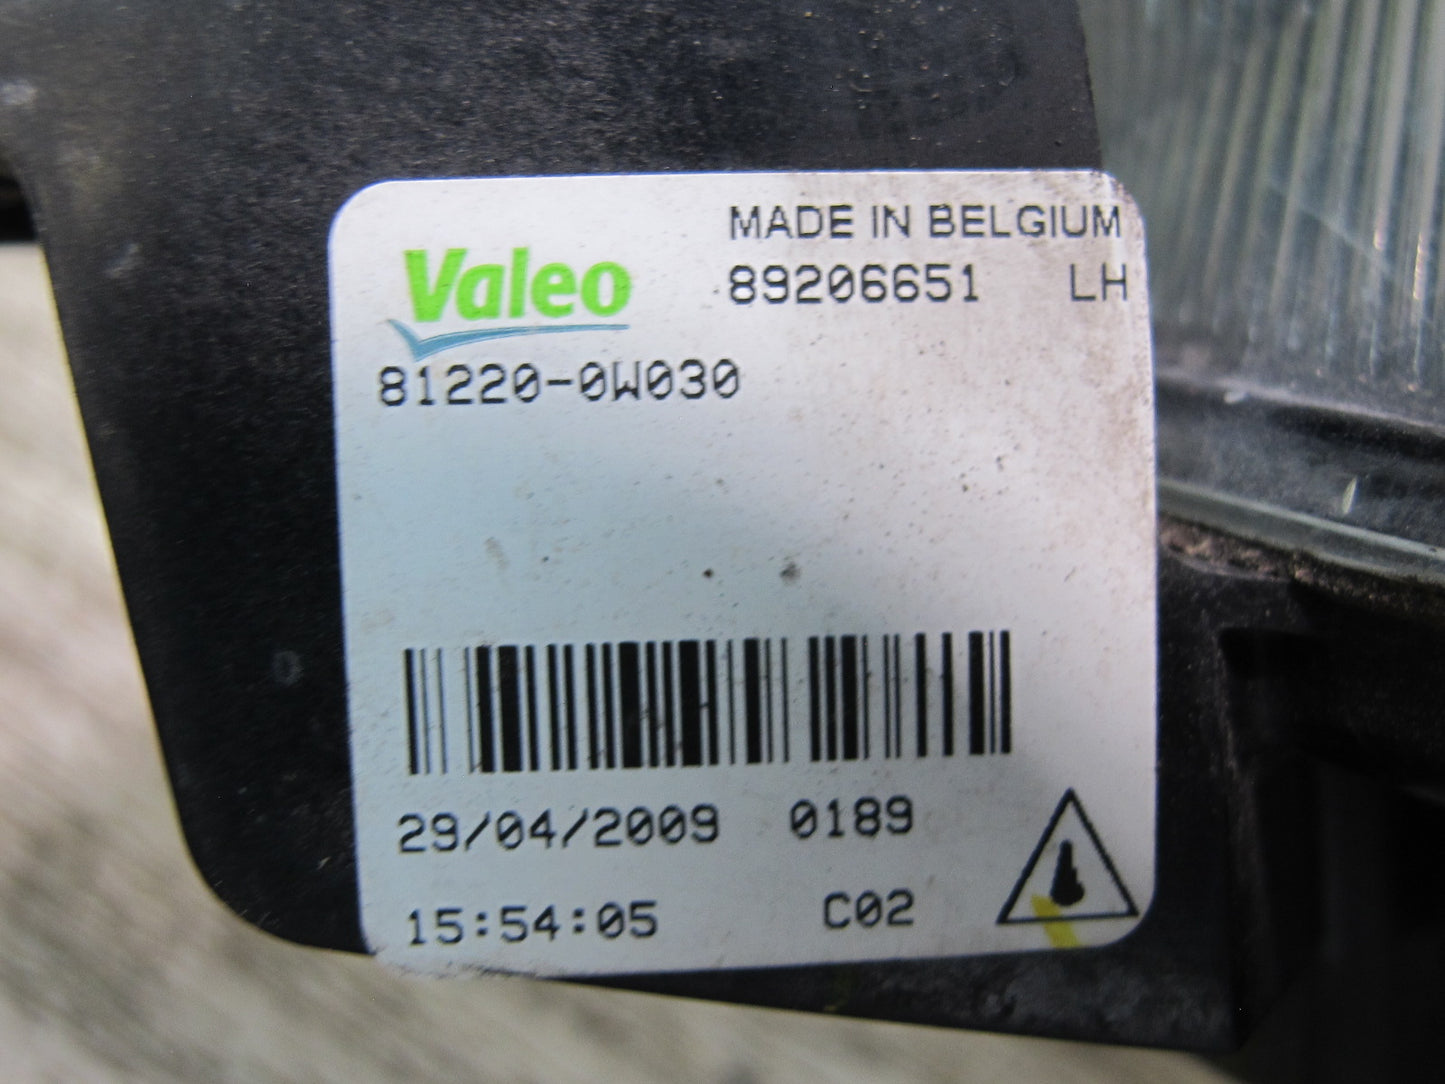 MADE IN BELGIUM
Valeo 89206651 LH
81220-0W030
29/04/2009 0189
15:54:05 C02